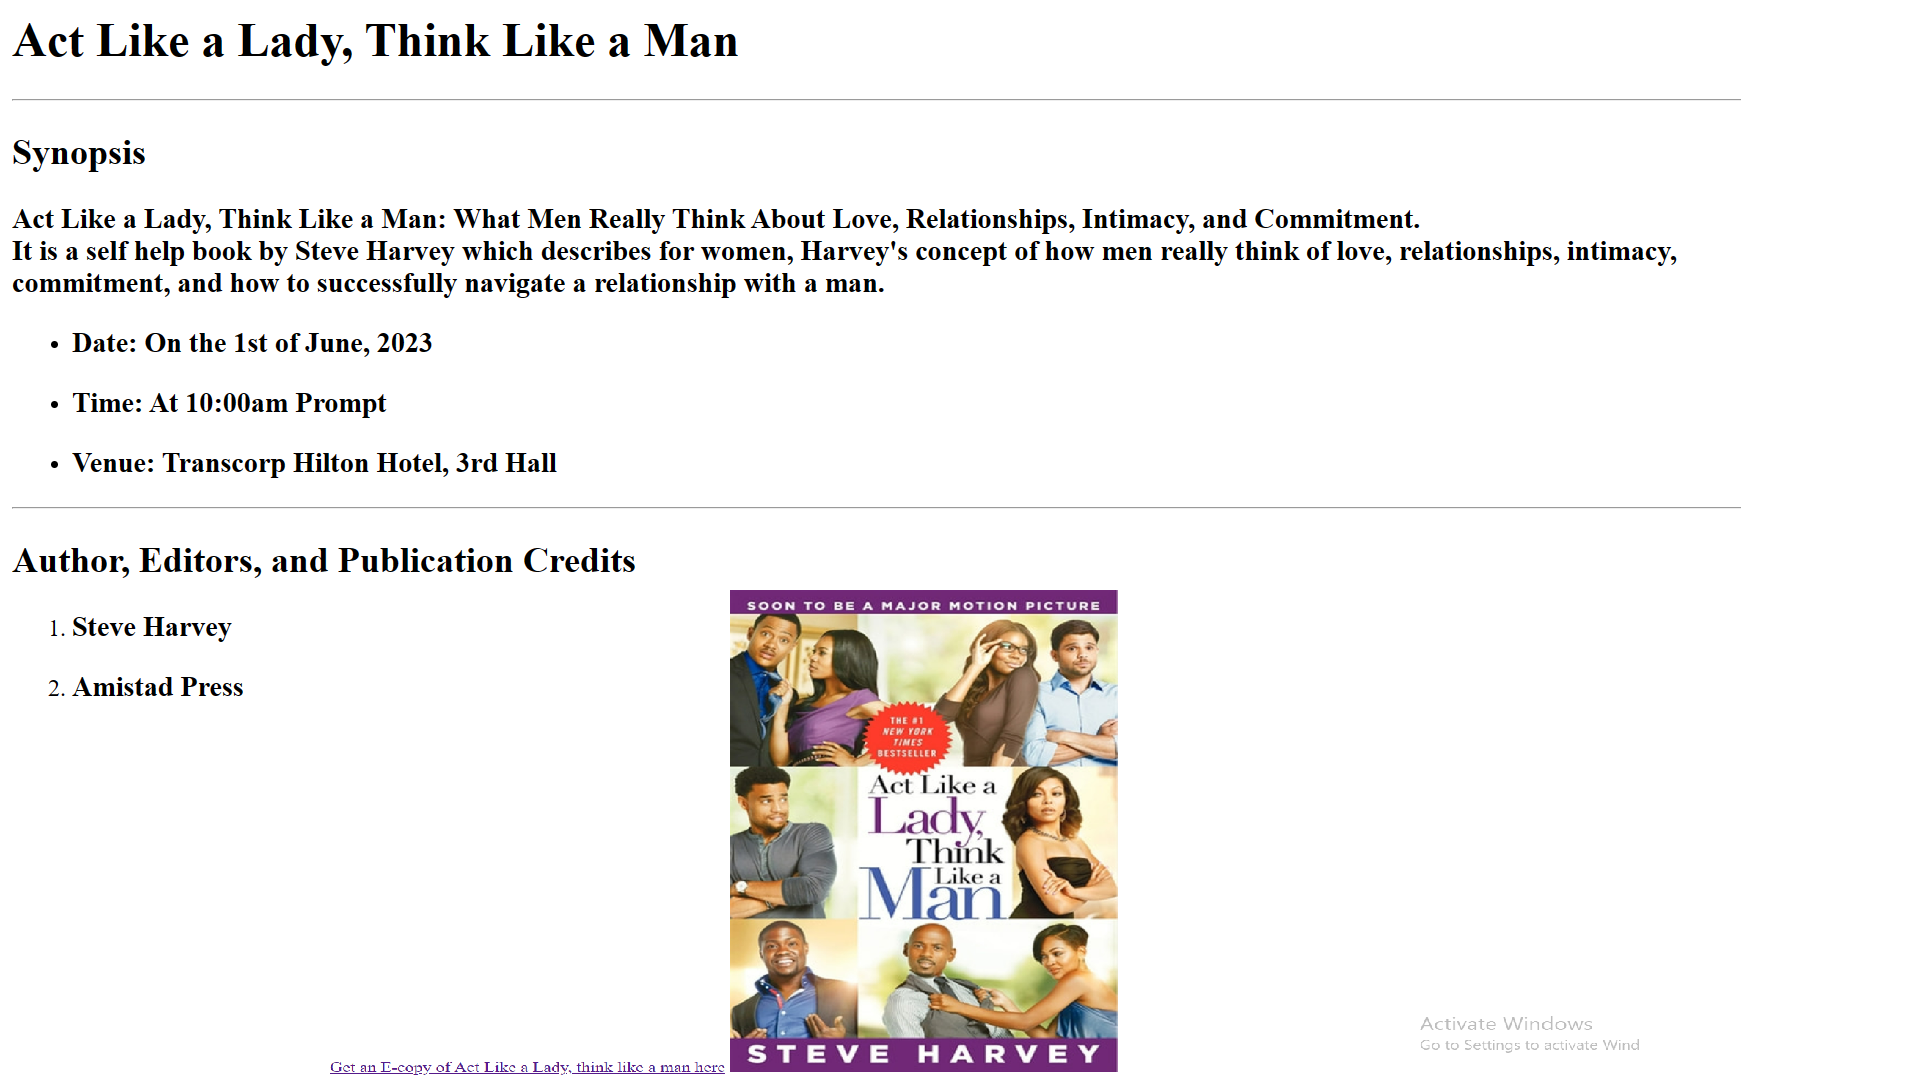 Act Like a Lady, Think Like a Man
Synopsis
Act Like a Lady, Think Like a Man: What Men Really Think About Love, Relationships, Intimacy, and Commitment.
It is a self help book by Steve Harvey which describes for women, Harvey's concept of how men really think of love, relationships, intimacy,
commitment, and how to successfully navigate a relationship with a man.
• Date: On the 1st of June, 2023
• Time: At 10:00am Prompt
• Venue: Transcorp Hilton Hotel, 3rd Hall
Author, Editors, and Publication Credits
1. Steve Harvey
2. Amistad Press
SOON TO BE A MAJOR MOTION PICTURE
THE #1
NEW YORK
TIMES
BESTSELLER
Act Like a
Lady,
Think
Like a
Man
STEVE HARVEY
Get an E-copy of Act Like a Lady, think like a man here
Activate Windows
Go to Settings to activate Wind